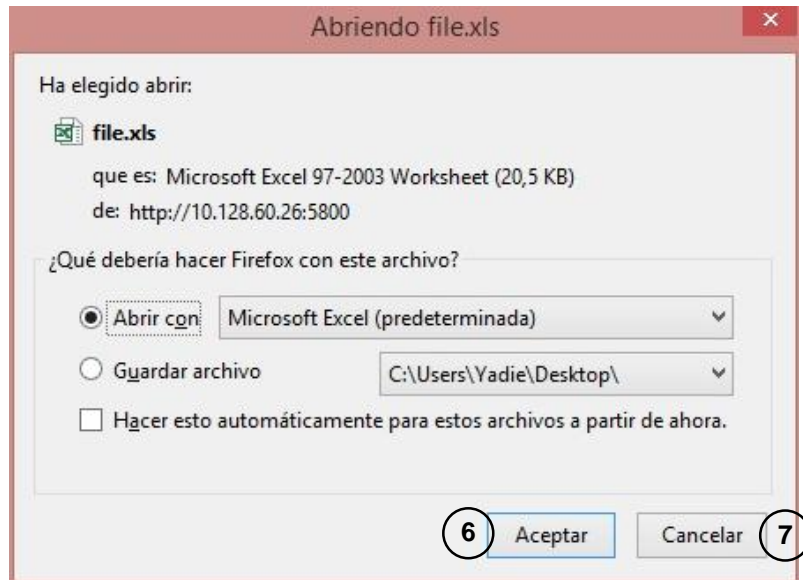 Abriendo file.xls
×
Ha elegido abrir:
file.xls
que es: Microsoft Excel 97-2003 Worksheet (20,5 KB)
de: http://10.128.60.26:5800
¿Qué debería hacer Firefox con este archivo?
Abrir con Microsoft Excel (predeterminada)
Guardar archivo C:\Users\Yadie\Desktop\
Hacer esto automáticamente para estos archivos a partir de ahora.
6 Aceptar Cancelar 7